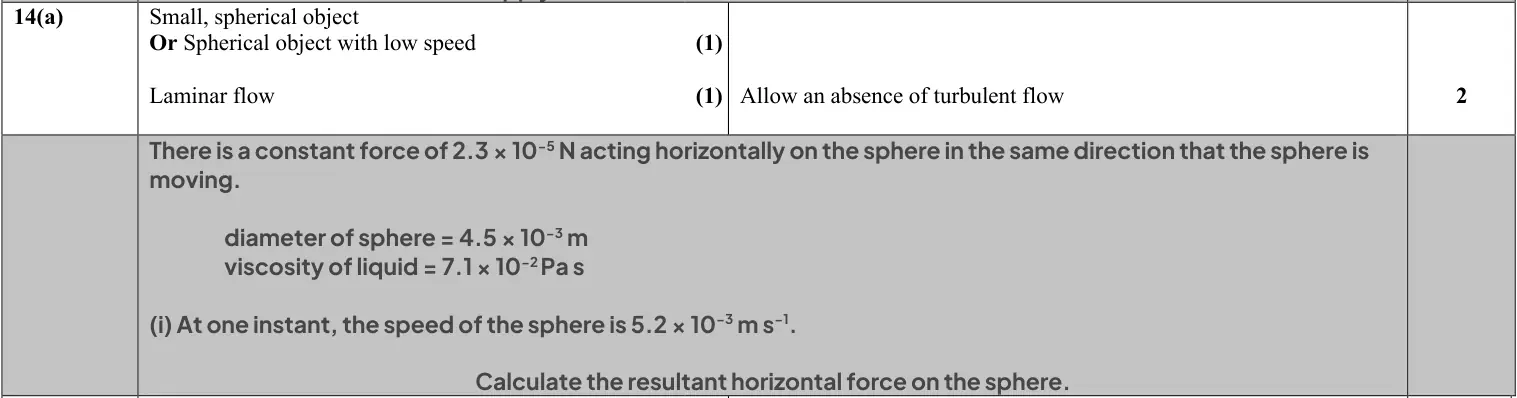 14(a)
Small, spherical object
Or Spherical object with low speed (1)
Laminar flow (1) Allow an absence of turbulent flow 2
There is a constant force of 2.3 × 10⁻⁵ N acting horizontally on the sphere in the same direction that the sphere is
moving.
diameter of sphere = 4.5 × 10⁻³ m
viscosity of liquid = 7.1 × 10⁻² Pa s
(i) At one instant, the speed of the sphere is 5.2 × 10⁻³ m s⁻¹.
Calculate the resultant horizontal force on the sphere.